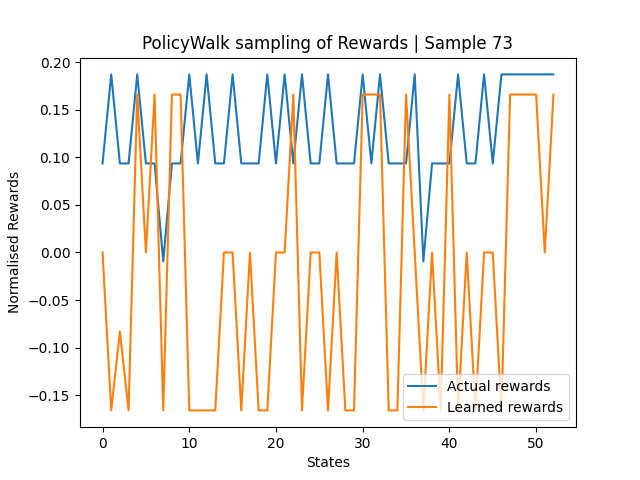 PolicyWalk sampling of Rewards | Sample 73
Normalised Rewards
0.20
0.15
0.10
0.05
0.00
−0.05
−0.10
−0.15
0 10 20 30 40 50
States
Actual rewards
Learned rewards